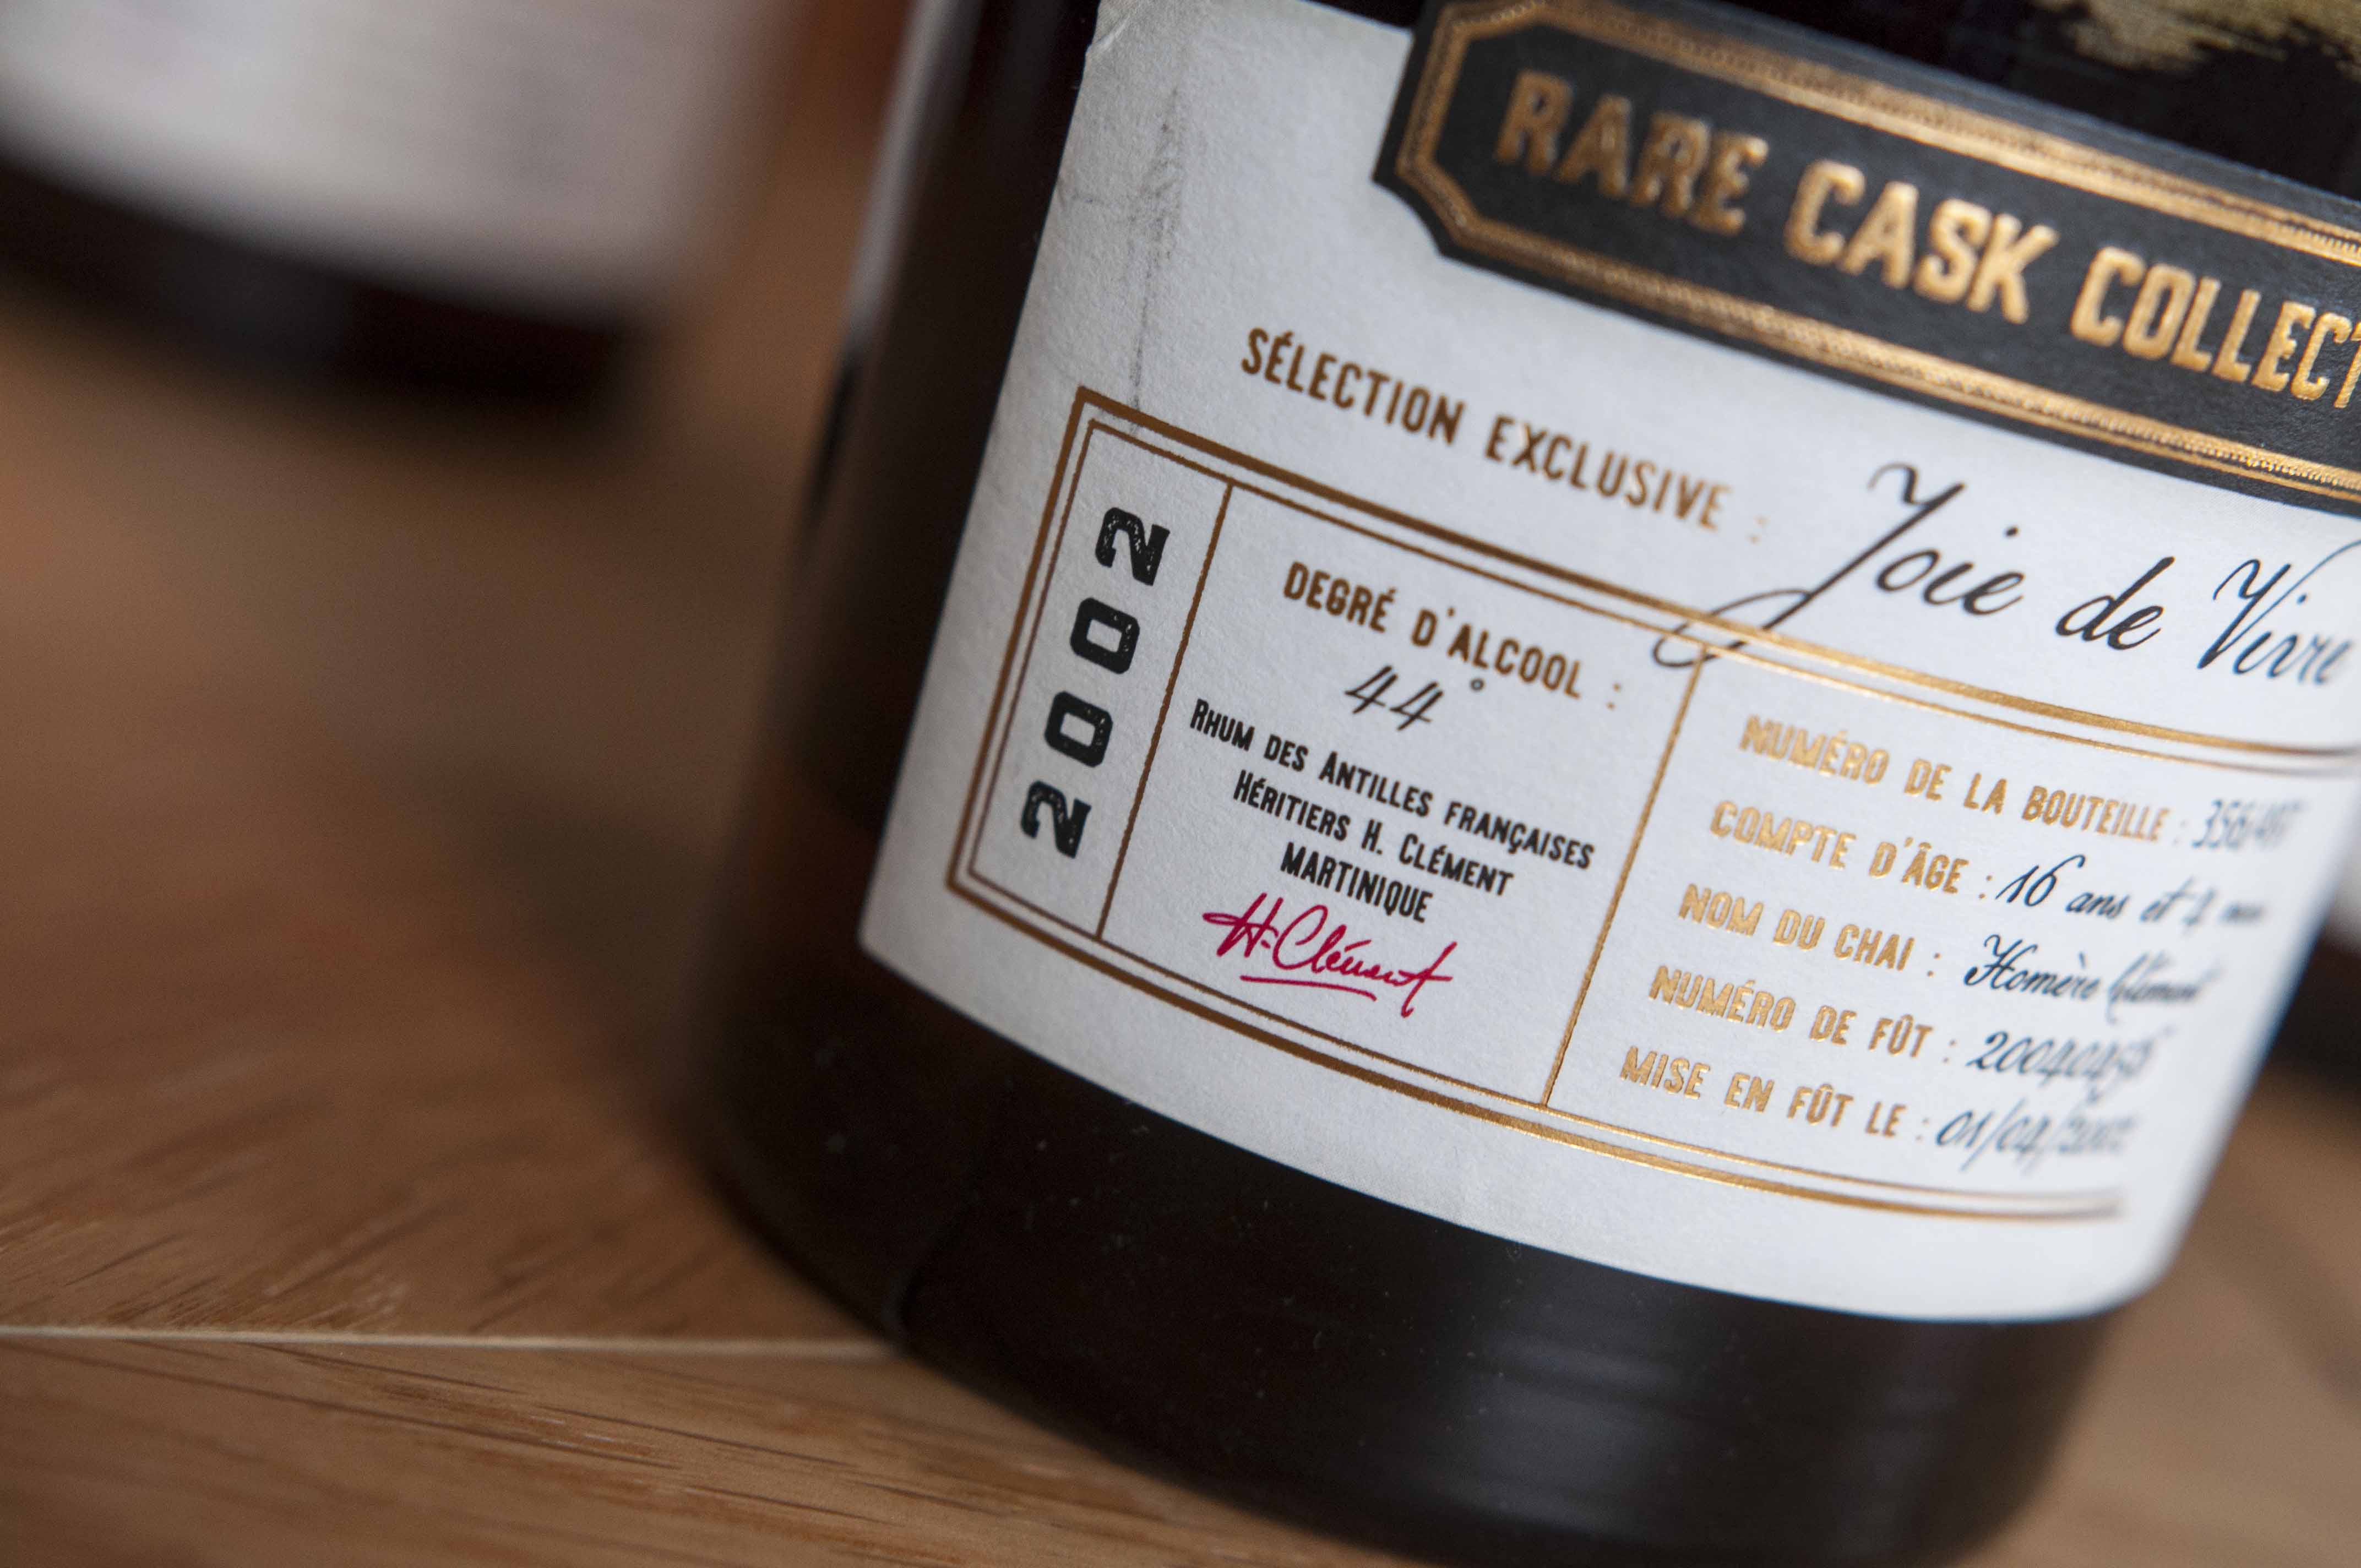 RARE CASK COLLECT
SÉLECTION EXCLUSIVE : Joie de Vivre
2002
DEGRÉ D'ALCOOL :
44°
RHUM DES ANTILLES FRANÇAISES
HÉRITIERS H. CLÉMENT
MARTINIQUE
H. Clément
NUMÉRO DE LA BOUTEILLE :
COMPTE D'ÂGE : 16 ans et
NOM DU CHAI : Homère Clément
NUMÉRO DE FÛT :
MISE EN FÛT LE :